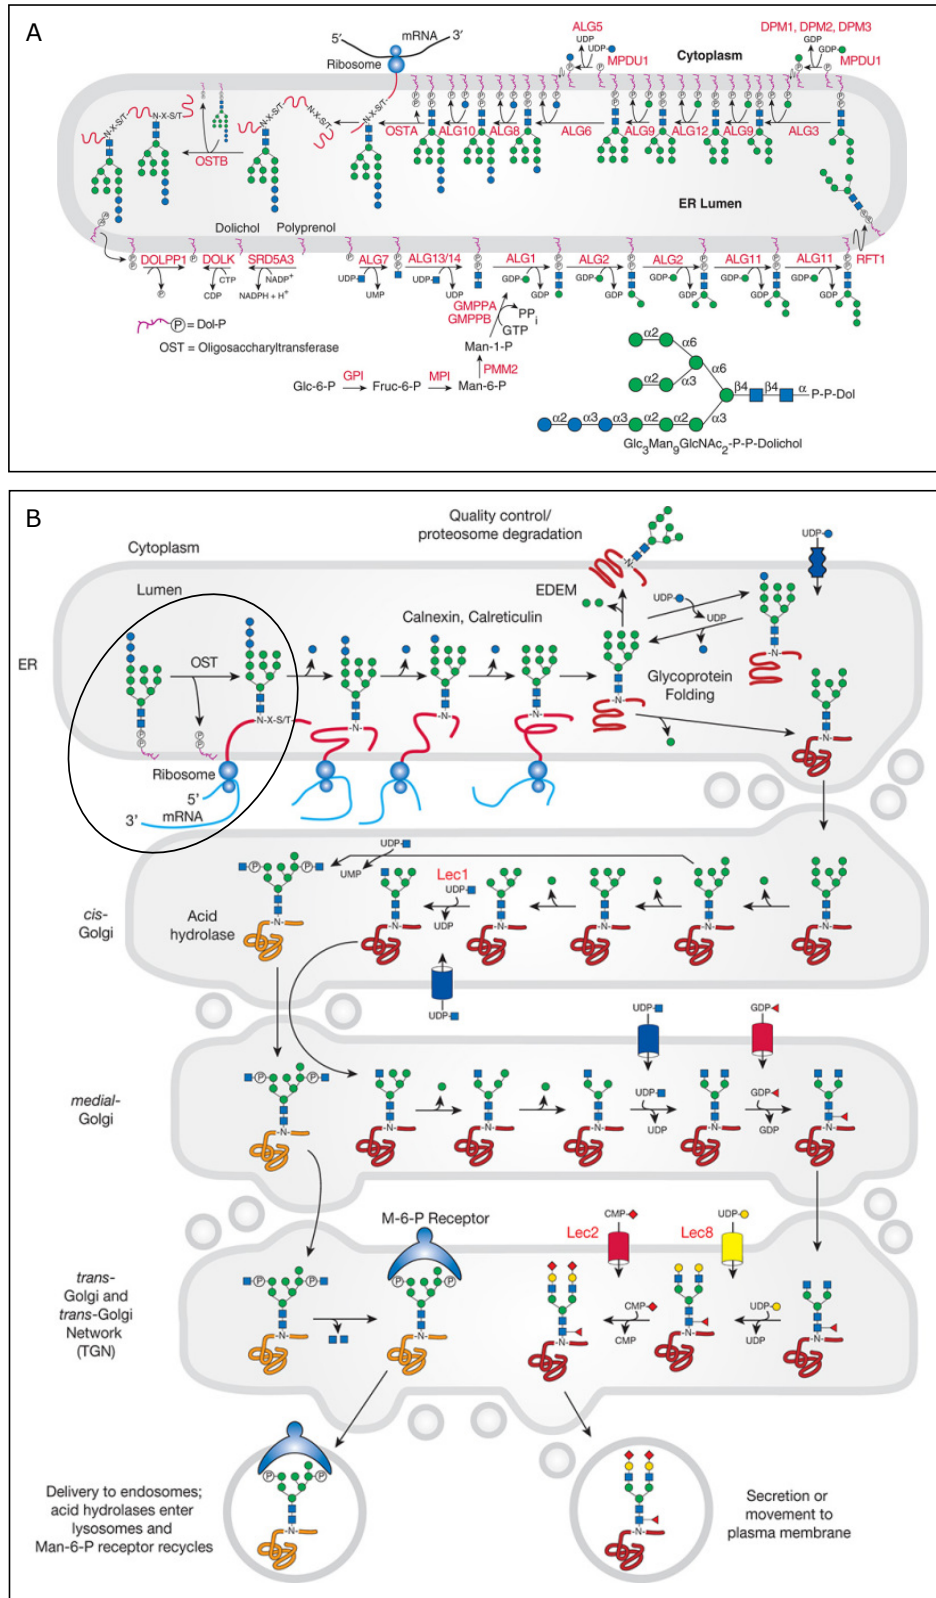 A
5′
mRNA
3′
Ribosome
ALG5
UDP
UDP
MPDU1
Cytoplasm
DPM1, DPM2, DPM3
GDP
GDP
MPDU1
N-X-S/T
N-X-S/T
N-X-S/T
N-X-S/T
N-X-S/T
OSTB
OSTA
ALG10
ALG8
ALG6
ALG9
ALG12
ALG9
ALG3
ER Lumen
Dolichol
Polyprenol
DOLPP1
DOLK
SRD5A3
ALG7
ALG13/14
ALG1
ALG2
ALG2
ALG11
ALG11
RFT1
P
CTP
CDP
NADP⁺
NADPH + H⁺
UDP
UMP
UDP
UDP
GDP
GDP
GDP
GDP
GDP
GDP
GDP
GDP
GDP
GDP
GMPPA
GMPPB
PPi
GTP
P = Dol-P
OST = Oligosaccharyltransferase
Man-1-P
PMM2
Glc-6-P
GPI
Fruc-6-P
MPI
Man-6-P
α2
α6
α2
α3
α6
β4
β4
α
P-P-Dol
α2
α3
α3
α2
α2
α3
Glc₃Man₉GlcNAc₂-P-P-Dolichol
B
Quality control/
proteosome degradation
Cytoplasm
Lumen
UDP
EDEM
UDP
UDP
Calnexin, Calreticulin
ER
OST
Glycoprotein
Folding
N-X-S/T
N
N
N
N
N
N
Ribosome
5′
3′
mRNA
UDP
UMP
Lec1
UDP
UDP
cis-
Golgi
Acid
hydrolase
P
P
N
N
N
N
N
N
UDP
UDP
GDP
medial-
Golgi
P
P
UDP
UDP
GDP
GDP
N
N
N
N
N
N
M-6-P Receptor
Lec2
CMP
Lec8
UDP
trans-
Golgi and
trans-Golgi
Network
(TGN)
P
P
P
P
CMP
CMP
UDP
UDP
N
N
N
N
N
Delivery to endosomes;
acid hydrolases enter
lysosomes and
Man-6-P receptor recycles
P
P
N
N
Secretion or
movement to
plasma membrane